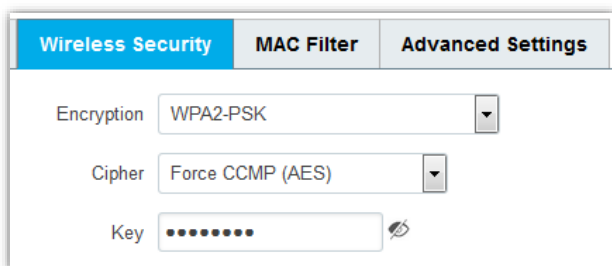 Wireless Security MAC Filter Advanced Settings
Encryption WPA2-PSK
Cipher Force CCMP (AES)
Key ••••••••